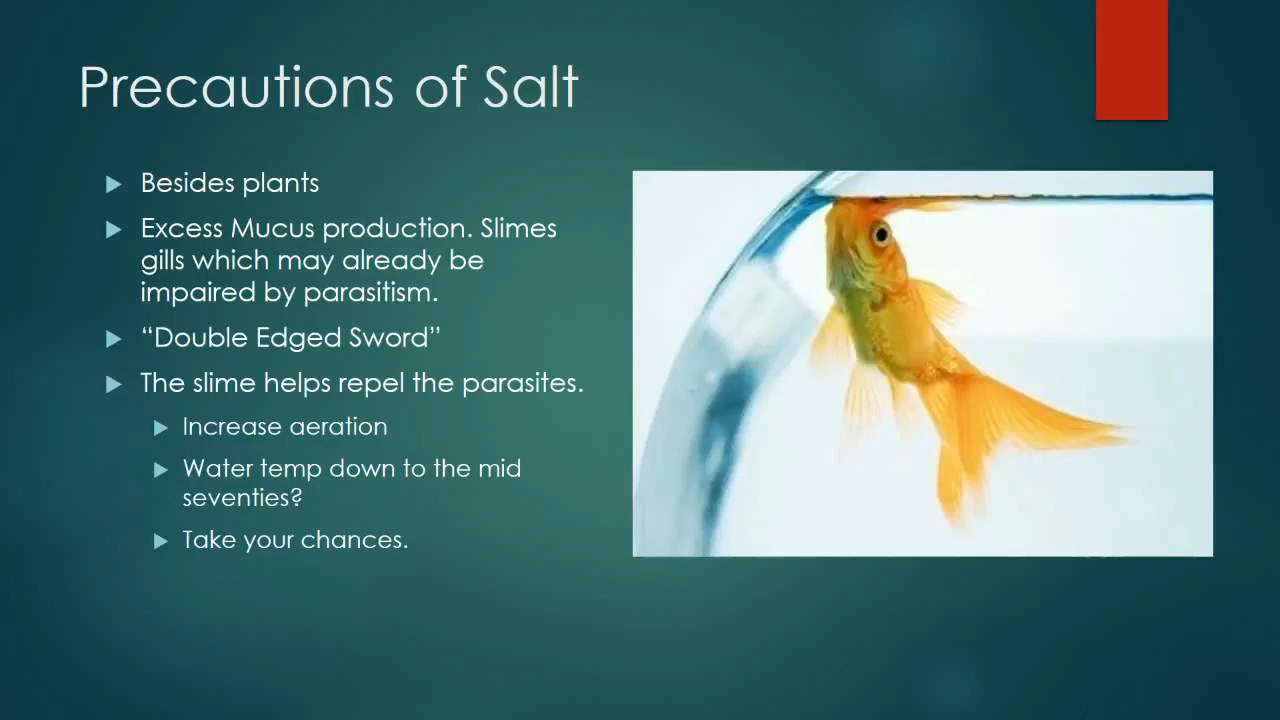 Precautions of Salt
Besides plants
Excess Mucus production. Slimes
gills which may already be
impaired by parasitism.
“Double Edged Sword”
The slime helps repel the parasites.
Increase aeration
Water temp down to the mid
seventies?
Take your chances.